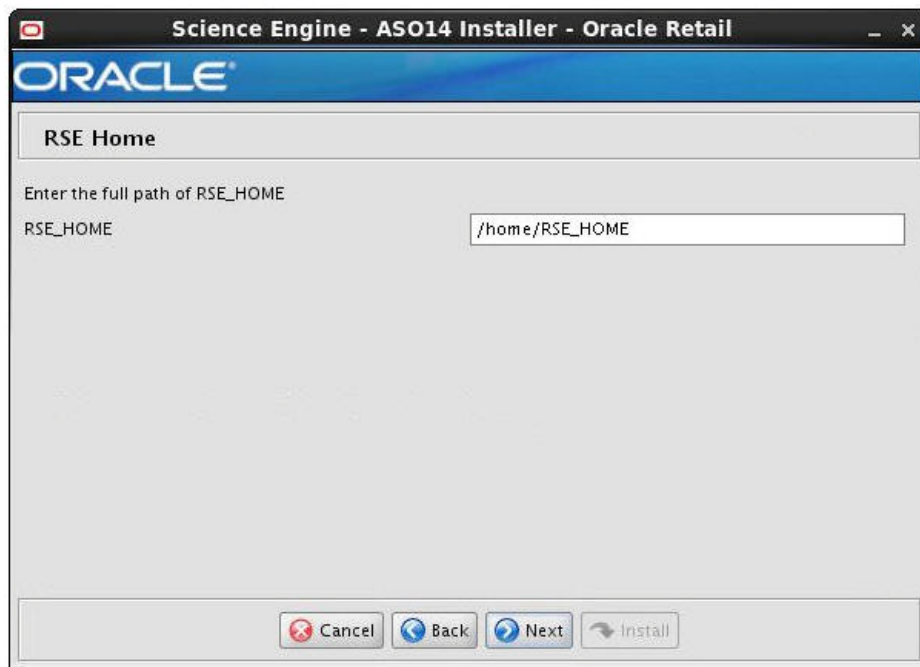 Science Engine - ASO14 Installer - Oracle Retail
ORACLE
RSE Home
Enter the full path of RSE_HOME
RSE_HOME /home/RSE_HOME
Cancel Back Next Install